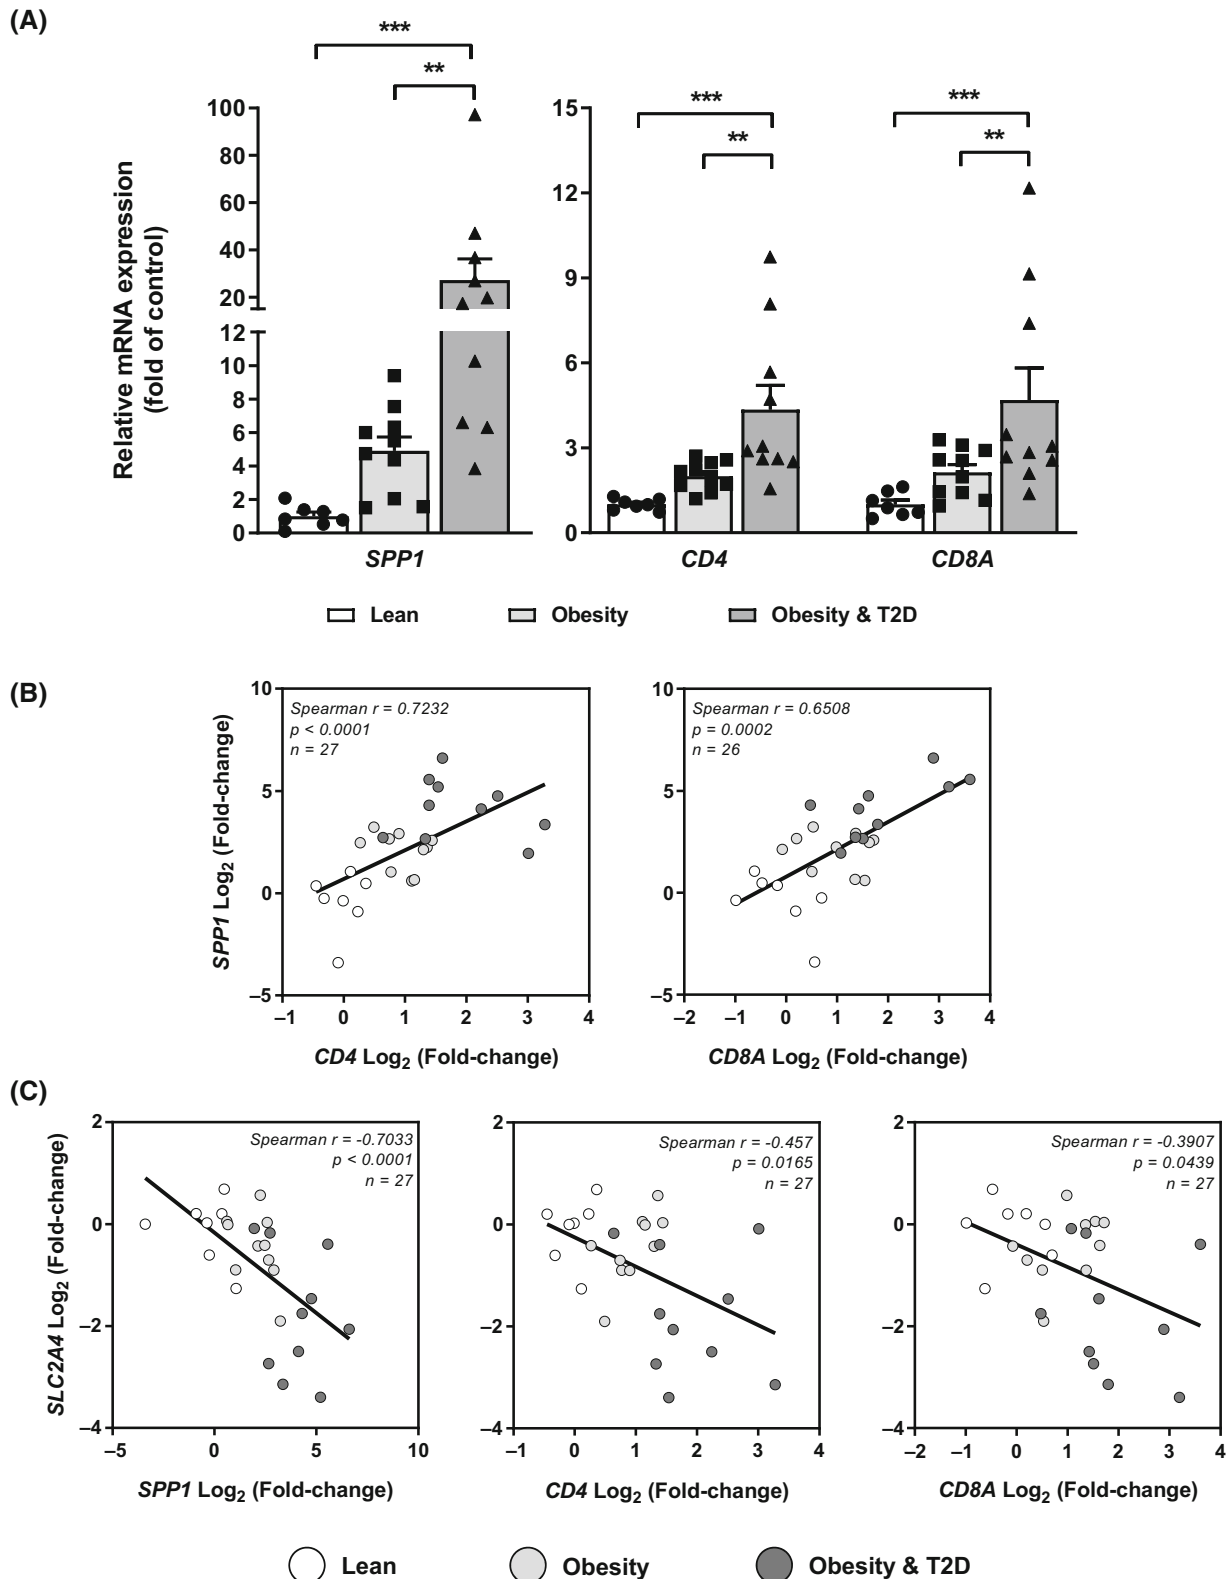 (A)
***
**
***
**
***
**
Relative mRNA expression
(fold of control)
100
80
60
40
20
12
10
8
6
4
2
0
15
12
9
6
3
0
SPP1
CD4
CD8A
Lean
Obesity
Obesity & T2D
(B)
SPP1 Log2 (Fold-change)
10
5
0
–5
Spearman r = 0.7232
p < 0.0001
n = 27
–1 0 1 2 3 4
CD4 Log2 (Fold-change)
10
5
0
–5
Spearman r = 0.6508
p = 0.0002
n = 26
–2 –1 0 1 2 3 4
CD8A Log2 (Fold-change)
(C)
SLC2A4 Log2 (Fold-change)
2
0
–2
–4
Spearman r = -0.7033
p < 0.0001
n = 27
–5 0 5 10
SPP1 Log2 (Fold-change)
2
0
–2
–4
Spearman r = -0.457
p = 0.0165
n = 27
–1 0 1 2 3 4
CD4 Log2 (Fold-change)
2
0
–2
–4
Spearman r = -0.3907
p = 0.0439
n = 27
–2 –1 0 1 2 3 4
CD8A Log2 (Fold-change)
Lean
Obesity
Obesity & T2D